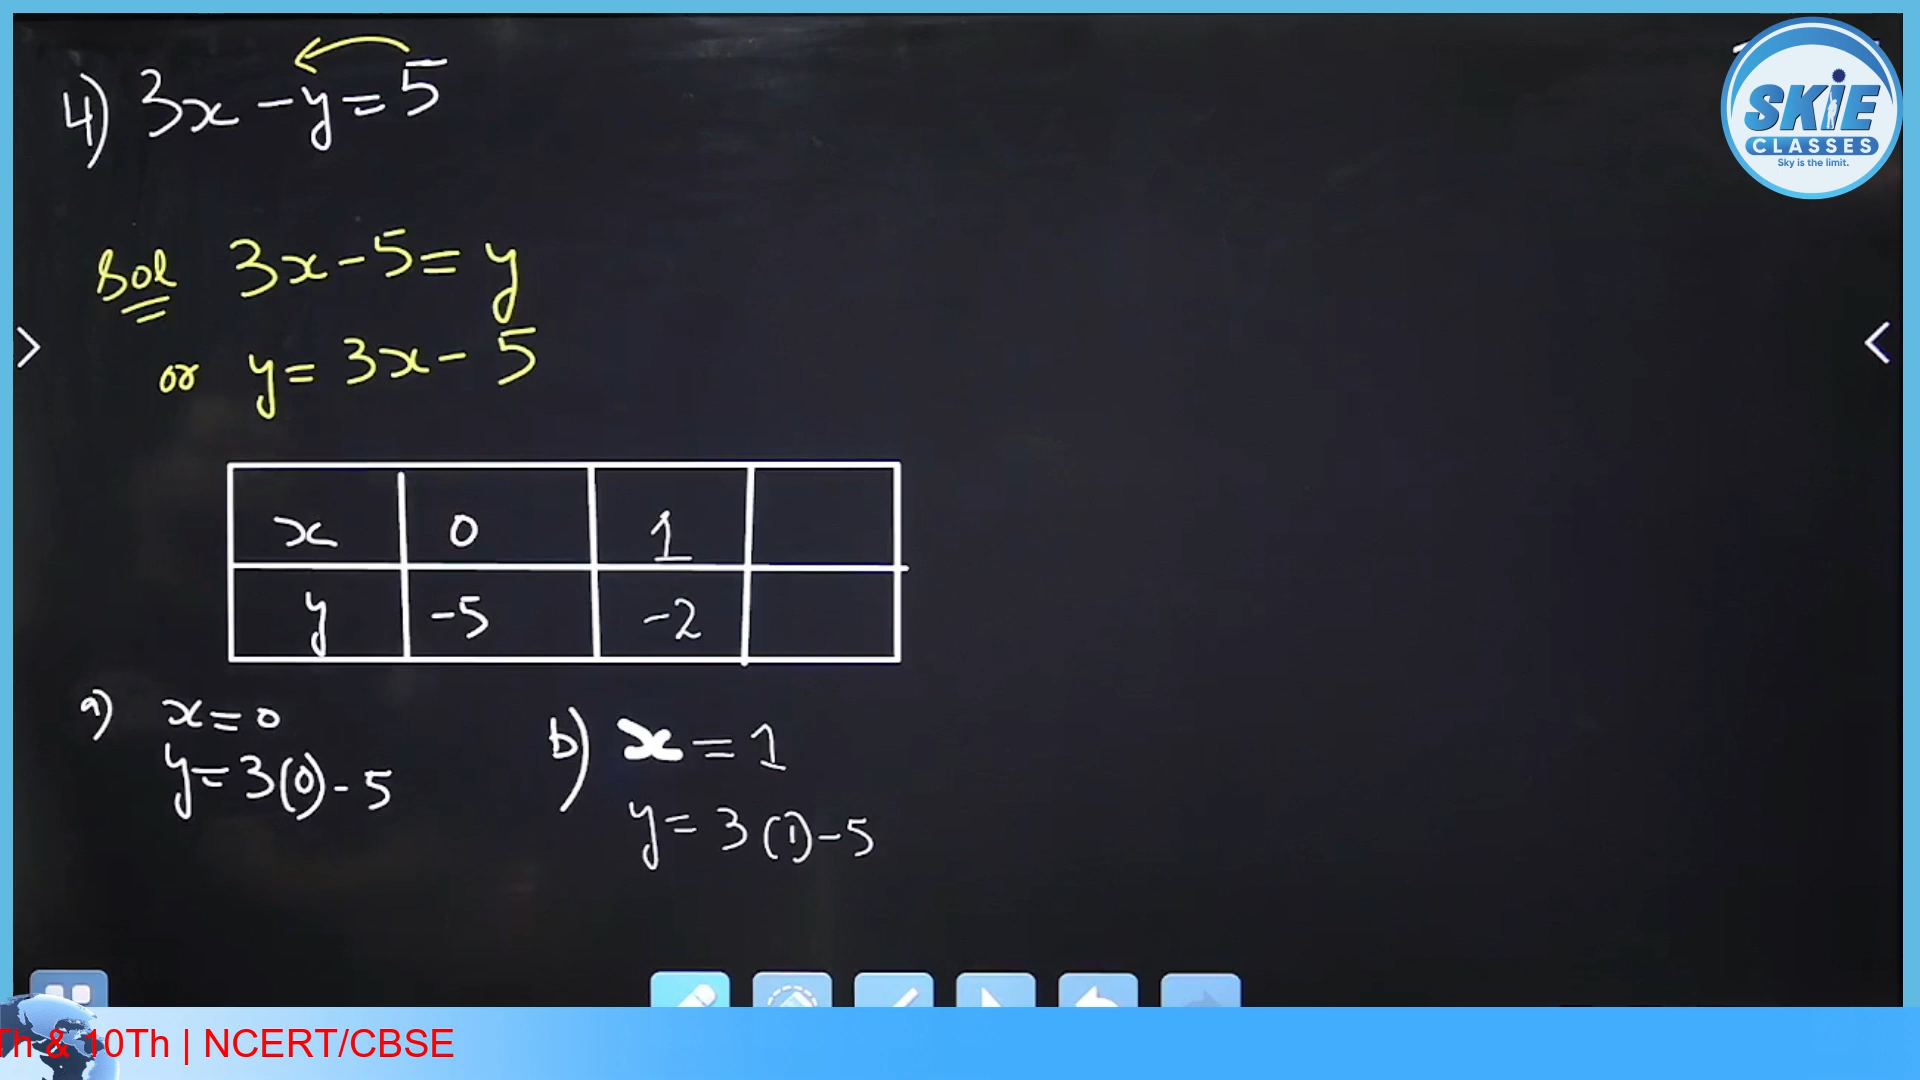 4) 3x - y = 5
Sol 3x - 5 = y
or y = 3x - 5
x 0 1
y -5 -2
a) x = 0
y = 3(0) - 5
b) x = 1
y = 3(1) - 5
SKIE
CLASSES
Sky is the limit.
Th & 10Th | NCERT/CBSE